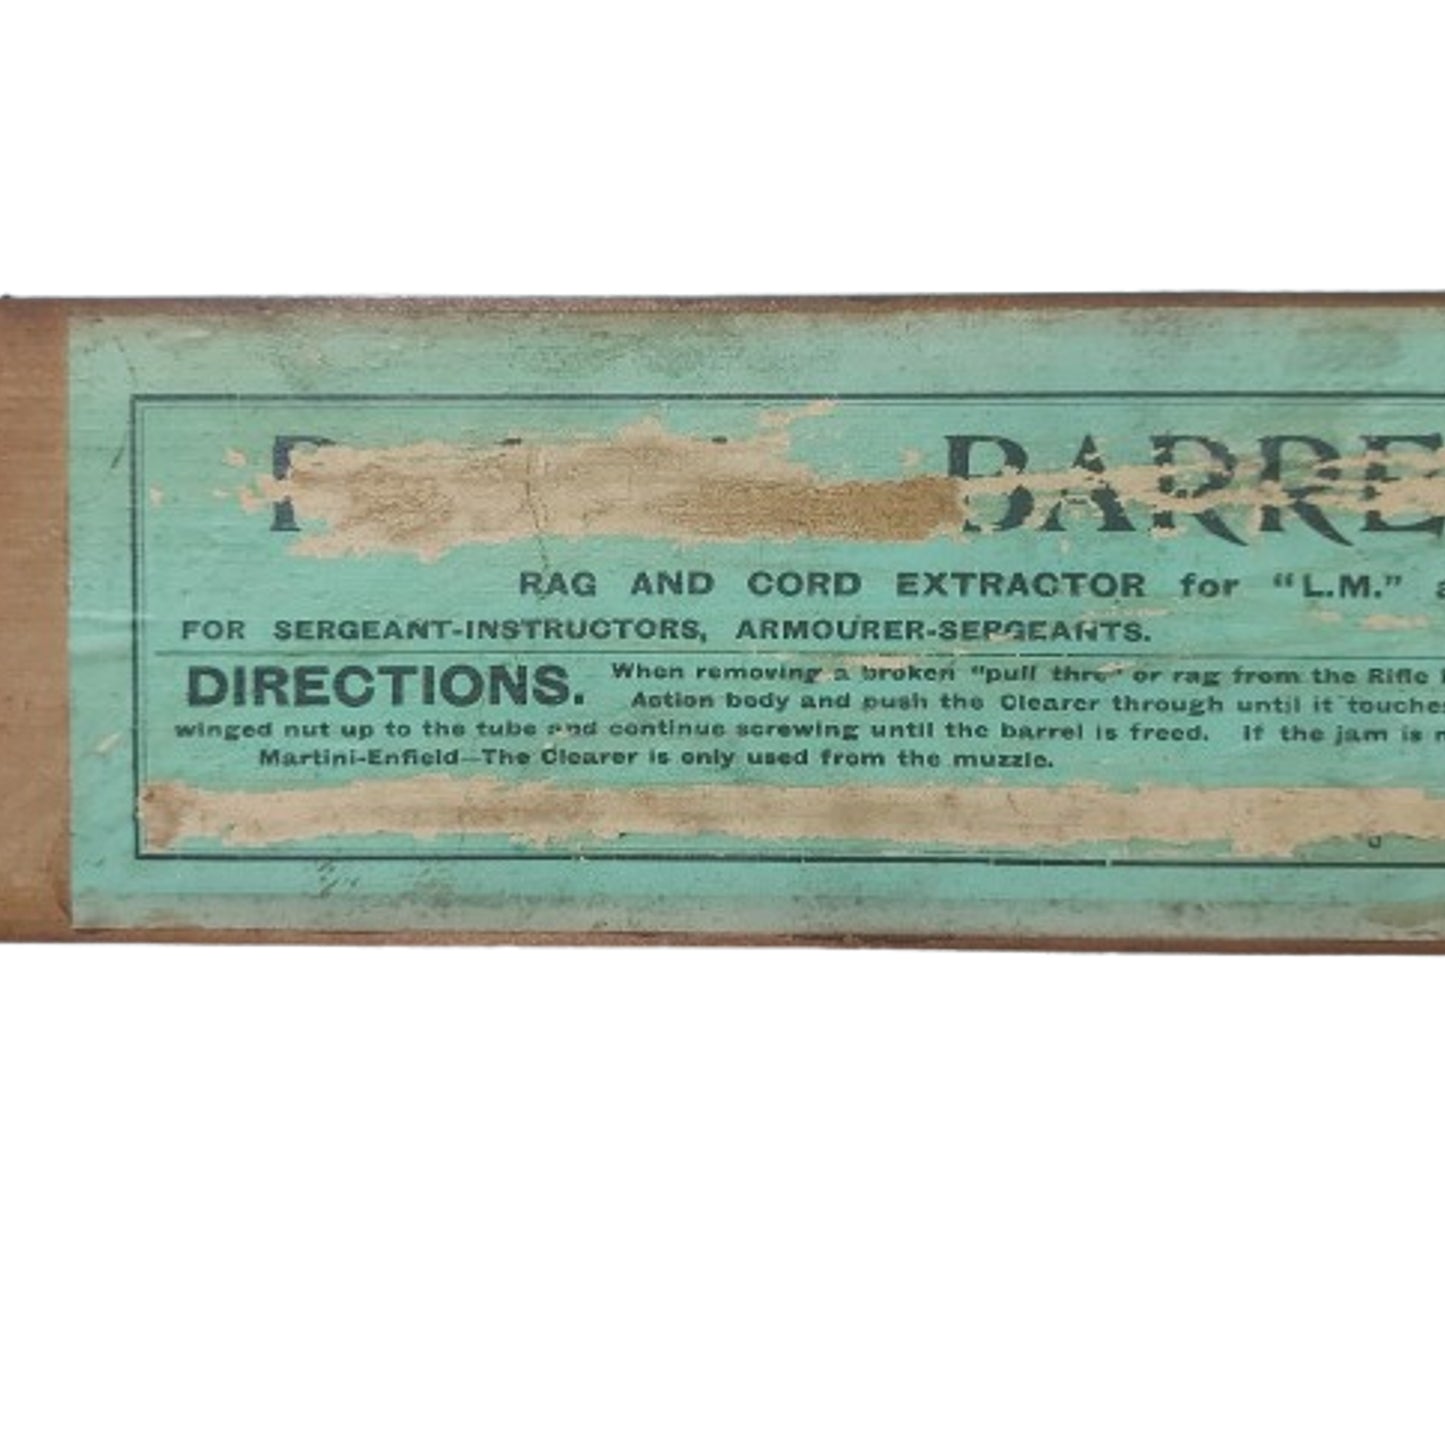 BARRE
RAG AND CORD EXTRACTOR for "L.M."
FOR SERGEANT-INSTRUCTORS, ARMOURER-SERGEANTS.
DIRECTIONS. When removing a broken "pull thro" or rag from the Rifle
Action body and push the Clearer through until it touches
winged nut up to the tube and continue screwing until the barrel is freed. If the jam is
Martini-Enfield—The Clearer is only used from the muzzle.